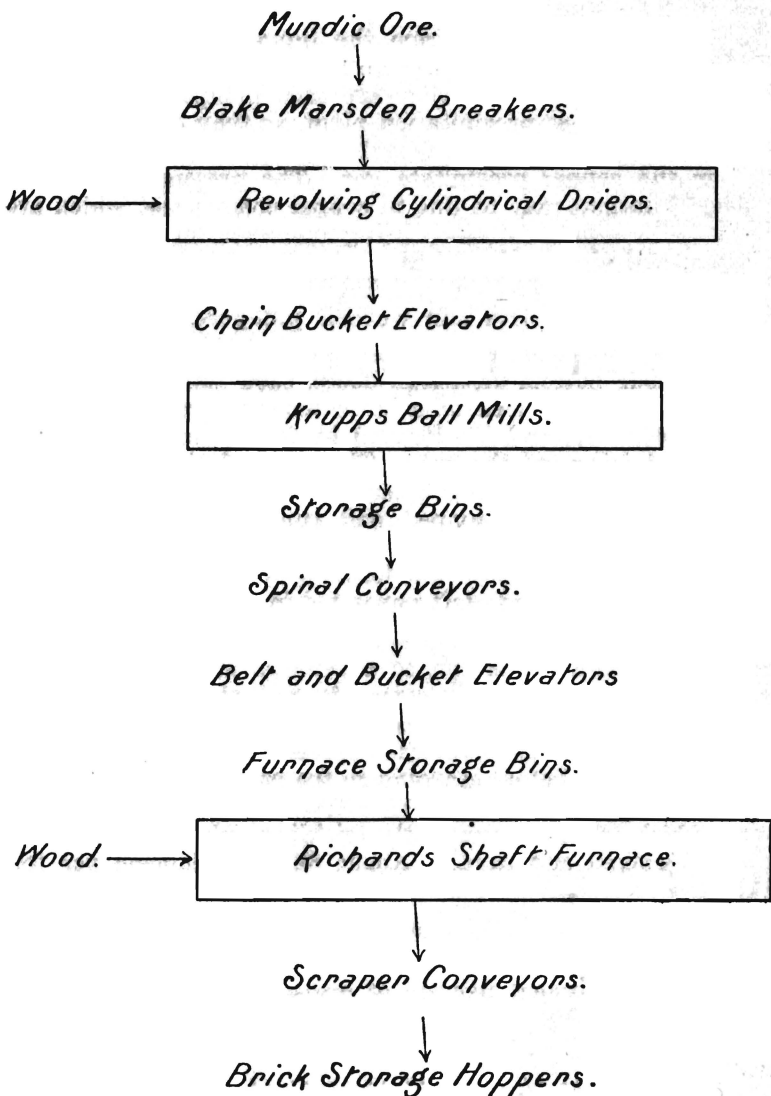 Mundic Ore.
Blake Marsden Breakers.
Wood
Revolving Cylindrical Driers.
Chain Bucket Elevators.
Krupps Ball Mills.
Storage Bins.
Spiral Conveyors.
Belt and Bucket Elevators
Furnace Storage Bins.
Wood.
Richards Shaft Furnace.
Scraper Conveyors.
Brick Storage Hoppers.